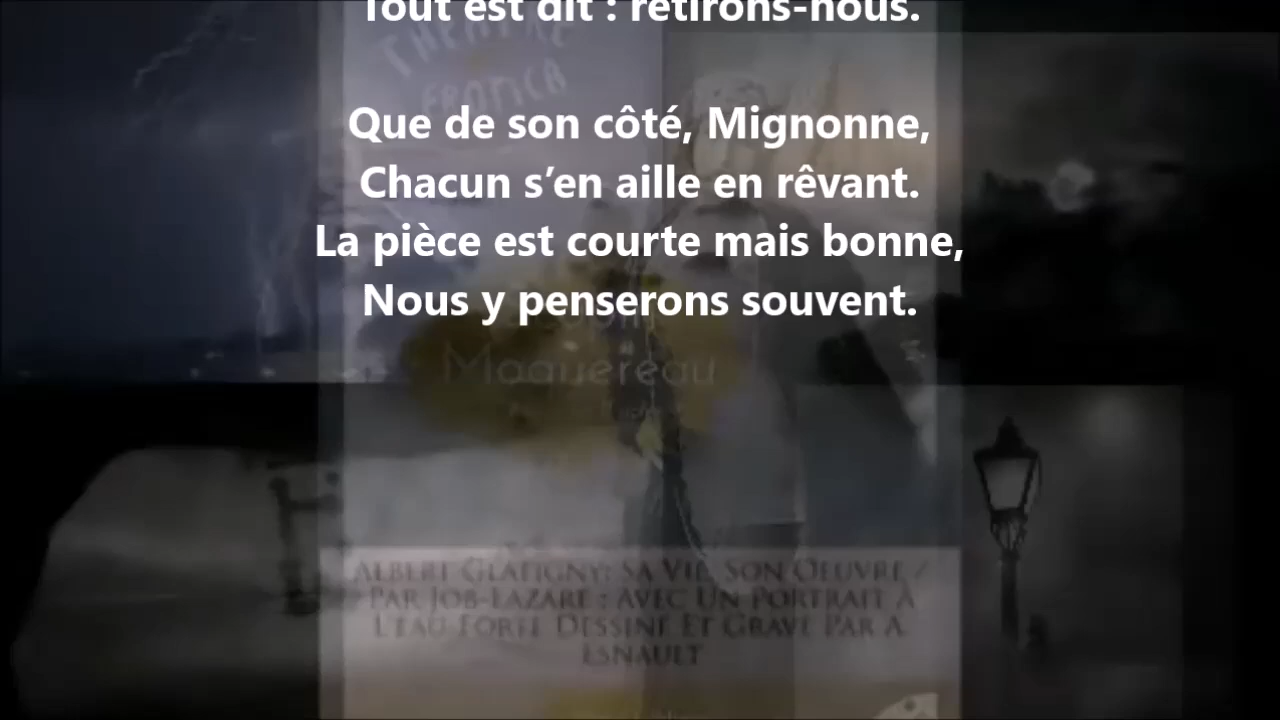 Tout est dit : retirons-nous.
Que de son côté, Mignonne,
Chacun s’en aille en rêvant.
La pièce est courte mais bonne,
Nous y penserons souvent.
Maquereau
ALBERT GLATIGNY: SA VIE, SON OEUVRE /
PAR JOB-LAZARE : AVEC UN PORTRAIT À
L'EAU-FORTE DESSINÉ ET GRAVÉ PAR A.
ESNAULT